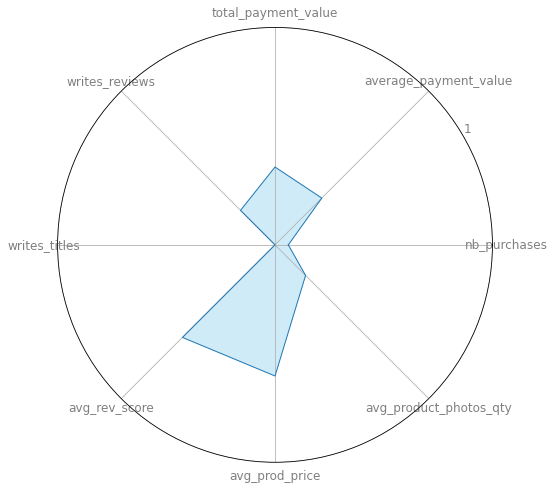 total_payment_value
writes_reviews
average_payment_value
1
writes_titles
nb_purchases
avg_rev_score
avg_product_photos_qty
avg_prod_price